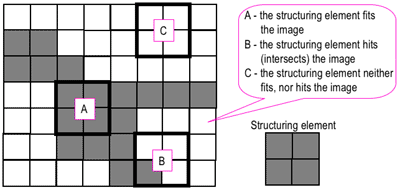 C
A
B
A - the structuring element fits
the image
B - the structuring element hits
(intersects) the image
C - the structuring element neither
fits, nor hits the image
Structuring element